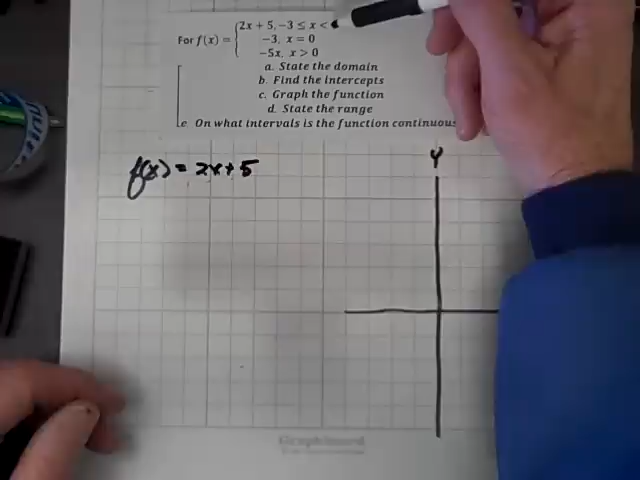 2x + 5, −3 ≤ x <
For f(x) = { −3, x = 0
−5x, x > 0
a. State the domain
b. Find the intercepts
c. Graph the function
d. State the range
e On what intervals is the function continuous
f(x) = 2x + 5
Y